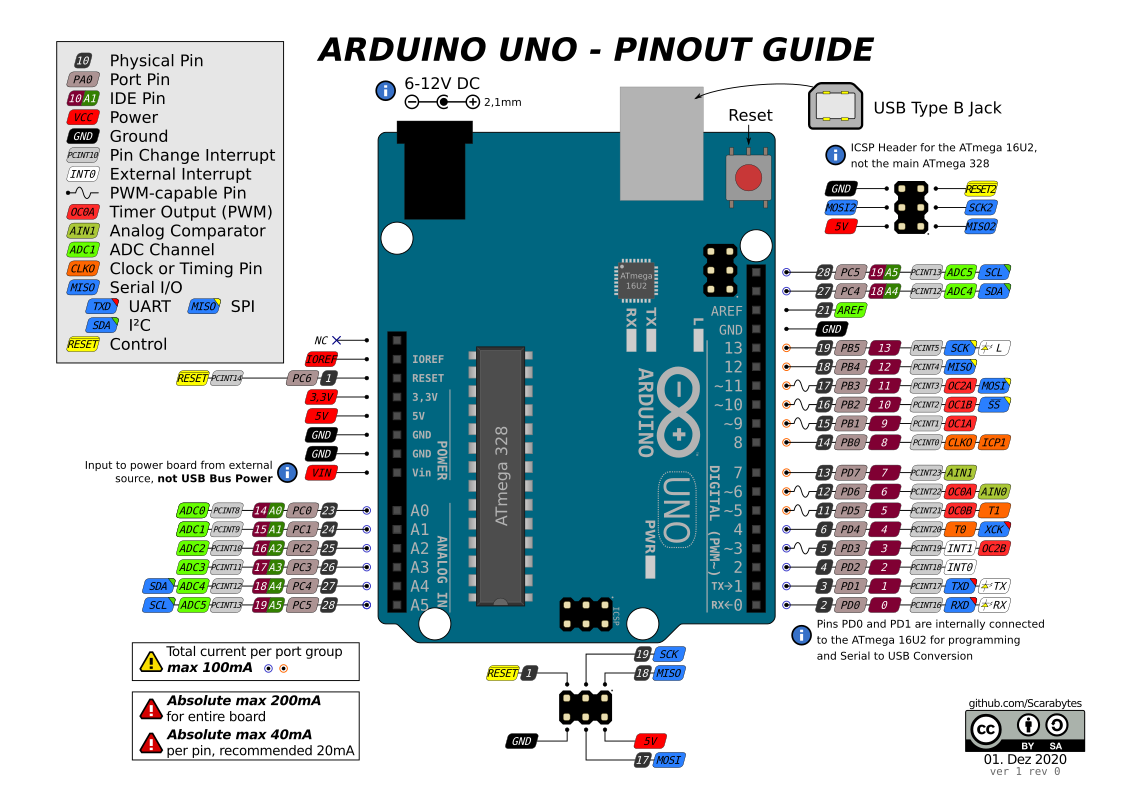 ARDUINO UNO - PINOUT GUIDE
10 Physical Pin
PA0 Port Pin
10 A1 IDE Pin
VCC Power
GND Ground
PCINT10 Pin Change Interrupt
INT0 External Interrupt
PWM-capable Pin
OC0A Timer Output (PWM)
AIN1 Analog Comparator
ADC1 ADC Channel
CLKO Clock or Timing Pin
MISO Serial I/O
TXD UART MISO SPI
SDA I²C
RESET Control
6-12V DC
2,1mm
Reset
USB Type B Jack
ICSP Header for the ATmega 16U2,
not the main ATmega 328
GND RESET2
MOSI2 SCK2
5V MISO2
NC
IOREF
RESET PCINT14 PC6 1
3,3V
5V
GND
GND
VIN
Input to power board from external
source, not USB Bus Power
ADC0 PCINT8 14 A0 PC0 23
ADC1 PCINT9 15 A1 PC1 24
ADC2 PCINT10 16 A2 PC2 25
ADC3 PCINT11 17 A3 PC3 26
SDA ADC4 PCINT12 18 A4 PC4 27
SCL ADC5 PCINT13 19 A5 PC5 28
IOREF
RESET
3,3V
5V
GND
GND
Vin
POWER
A0
A1
A2
A3
A4
A5
ANALOG IN
ATmega 328
ATmega
16U2
RX
TX
L
ARDUINO
UNO
PWR
ICSP
AREF
GND
13
12
~11
~10
~9
8
7
~6
~5
4
~3
2
TX→1
RX←0
DIGITAL (PWM~)
28 PC5 19 A5 PCINT13 ADC5 SCL
27 PC4 18 A4 PCINT12 ADC4 SDA
21 AREF
GND
19 PB5 13 PCINT5 SCK L
18 PB4 12 PCINT4 MISO
17 PB3 11 PCINT3 OC2A MOSI
16 PB2 10 PCINT2 OC1B SS
15 PB1 9 PCINT1 OC1A
14 PB0 8 PCINT0 CLKO ICP1
13 PD7 7 PCINT23 AIN1
12 PD6 6 PCINT22 OC0A AIN0
11 PD5 5 PCINT21 OC0B T1
6 PD4 4 PCINT20 T0 XCK
5 PD3 3 PCINT19 INT1 OC2B
4 PD2 2 PCINT18 INT0
3 PD1 1 PCINT17 TXD TX
2 PD0 0 PCINT16 RXD RX
Pins PD0 and PD1 are internally connected
to the ATmega 16U2 for programming
and Serial to USB Conversion
Total current per port group
max 100mA
Absolute max 200mA
for entire board
Absolute max 40mA
per pin, recommended 20mA
19 SCK
RESET 1 18 MISO
GND 5V
17 MOSI
github.com/Scarabytes
cc BY SA
01. Dez 2020
ver 1 rev 0